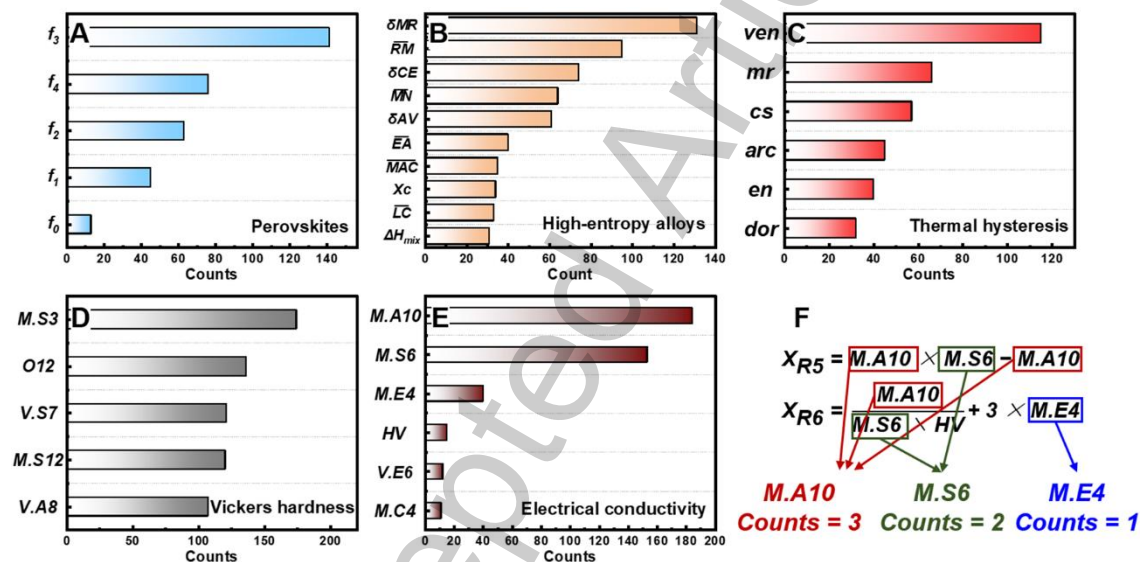 A
f3
f4
f2
f1
f0
Perovskites
0 20 40 60 80 100 120 140
Counts
B
δMR
R̅M̅
δCE
M̅N̅
δAV
E̅A̅
M̅A̅C̅
Xc
L̅C̅
ΔHmix
High-entropy alloys
0 20 40 60 80 100 120 140
Count
C
ven
mr
cs
arc
en
dor
Thermal hysteresis
0 20 40 60 80 100 120
Counts
D
M.S3
O12
V.S7
M.S12
V.A8
Vickers hardness
0 50 100 150 200
Counts
E
M.A10
M.S6
M.E4
HV
V.E6
M.C4
Electrical conductivity
0 20 40 60 80 100 120 140 160 180 200
Counts
F
XR5 = M.A10 × M.S6 − M.A10
M.A10
XR6 = + 3 × M.E4
M.S6 × HV
M.A10 M.S6 M.E4
Counts = 3 Counts = 2 Counts = 1
epted Artic